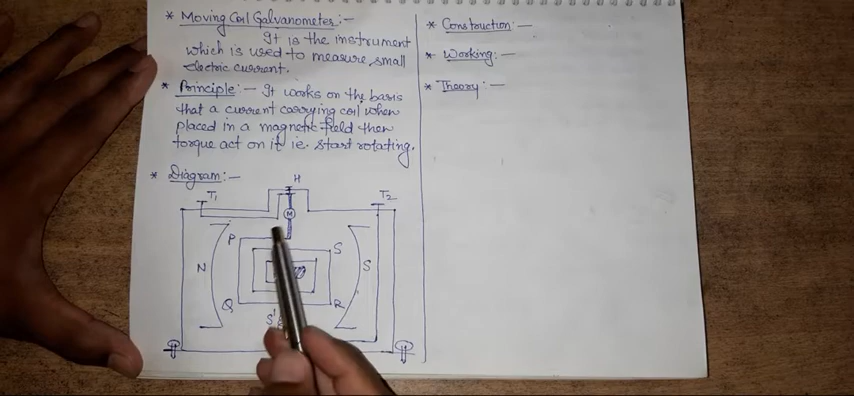 * Moving Coil Galvanometer:-
It is the instrument
which is used to measure small
electric current.
* Principle:- It works on the basis
that a current carrying coil when
placed in a magnetic field then
torque act on it i.e. start rotating.
* Diagram:-
H
T1
T2
M
P
S
N
S
Q
R
S'
* Construction:-
* Working:-
* Theory:-